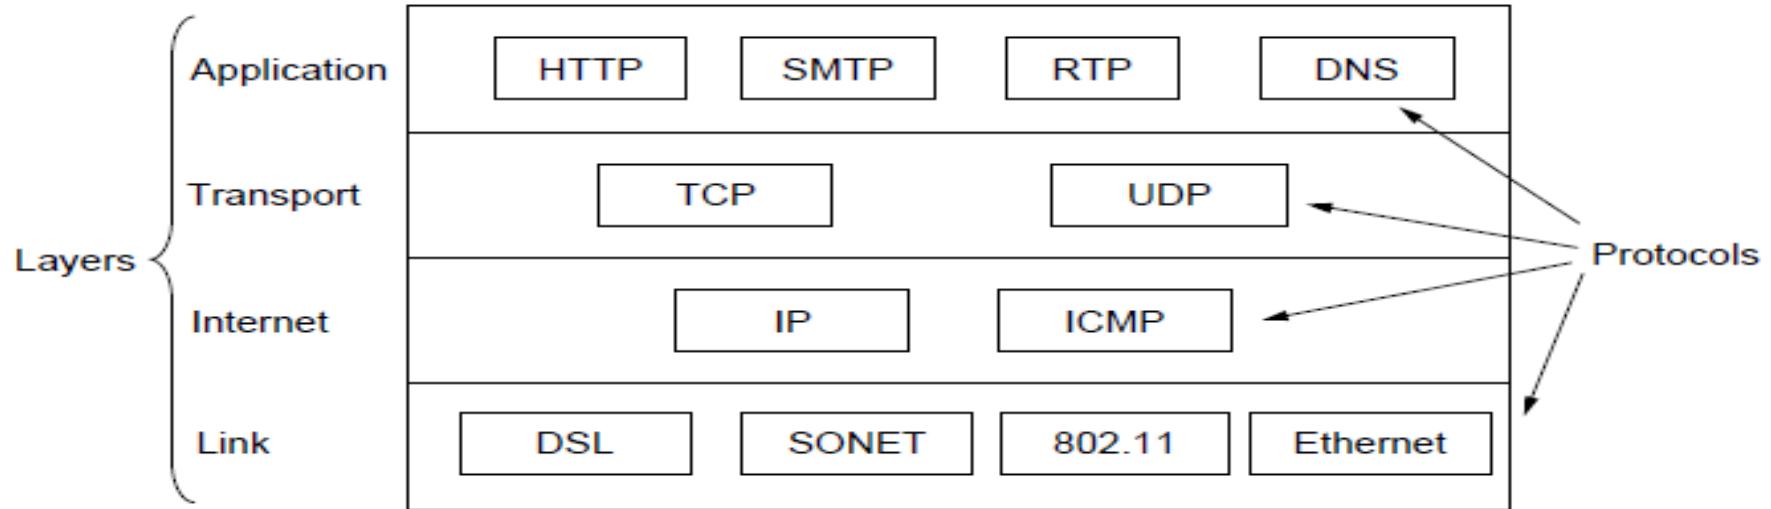 Application HTTP SMTP RTP DNS
Transport TCP UDP
Layers Protocols
Internet IP ICMP
Link DSL SONET 802.11 Ethernet